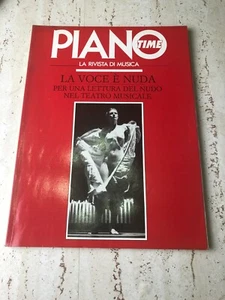 PIANO
TIME
LA RIVISTA DI MUSICA
LA VOCE È NUDA
PER UNA LETTURA DEL NUDO
NEL TEATRO MUSICALE